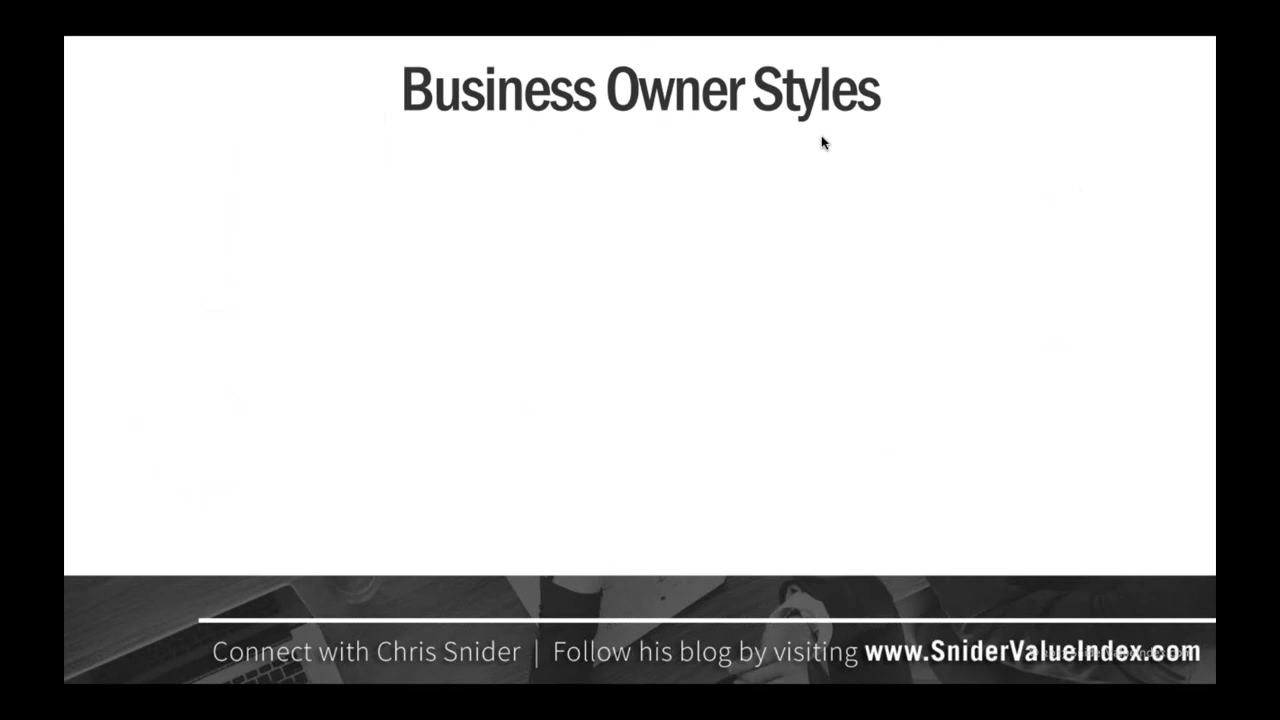 Business Owner Styles
Connect with Chris Snider | Follow his blog by visiting www.SniderValueIndex.com